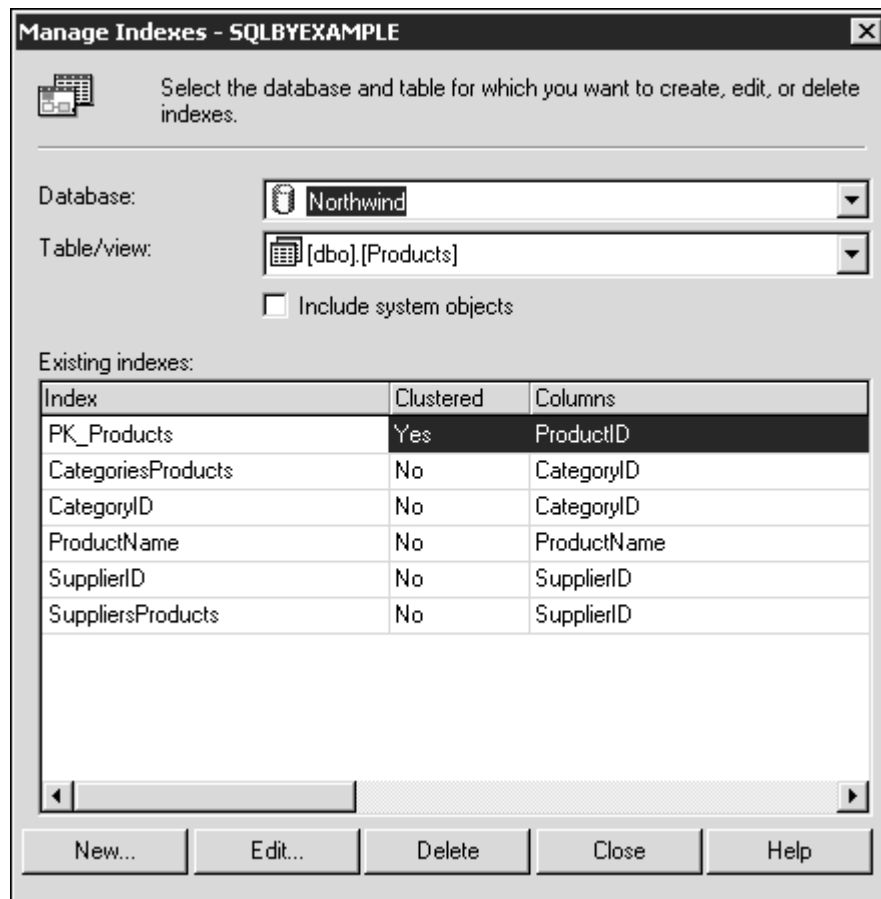 Manage Indexes - SQLBYEXAMPLE
Select the database and table for which you want to create, edit, or delete
indexes.
Database:
Northwind
Table/view:
[dbo].[Products]
Include system objects
Existing indexes:
Index Clustered Columns
PK_Products Yes ProductID
CategoriesProducts No CategoryID
CategoryID No CategoryID
ProductName No ProductName
SupplierID No SupplierID
SuppliersProducts No SupplierID
New... Edit... Delete Close Help